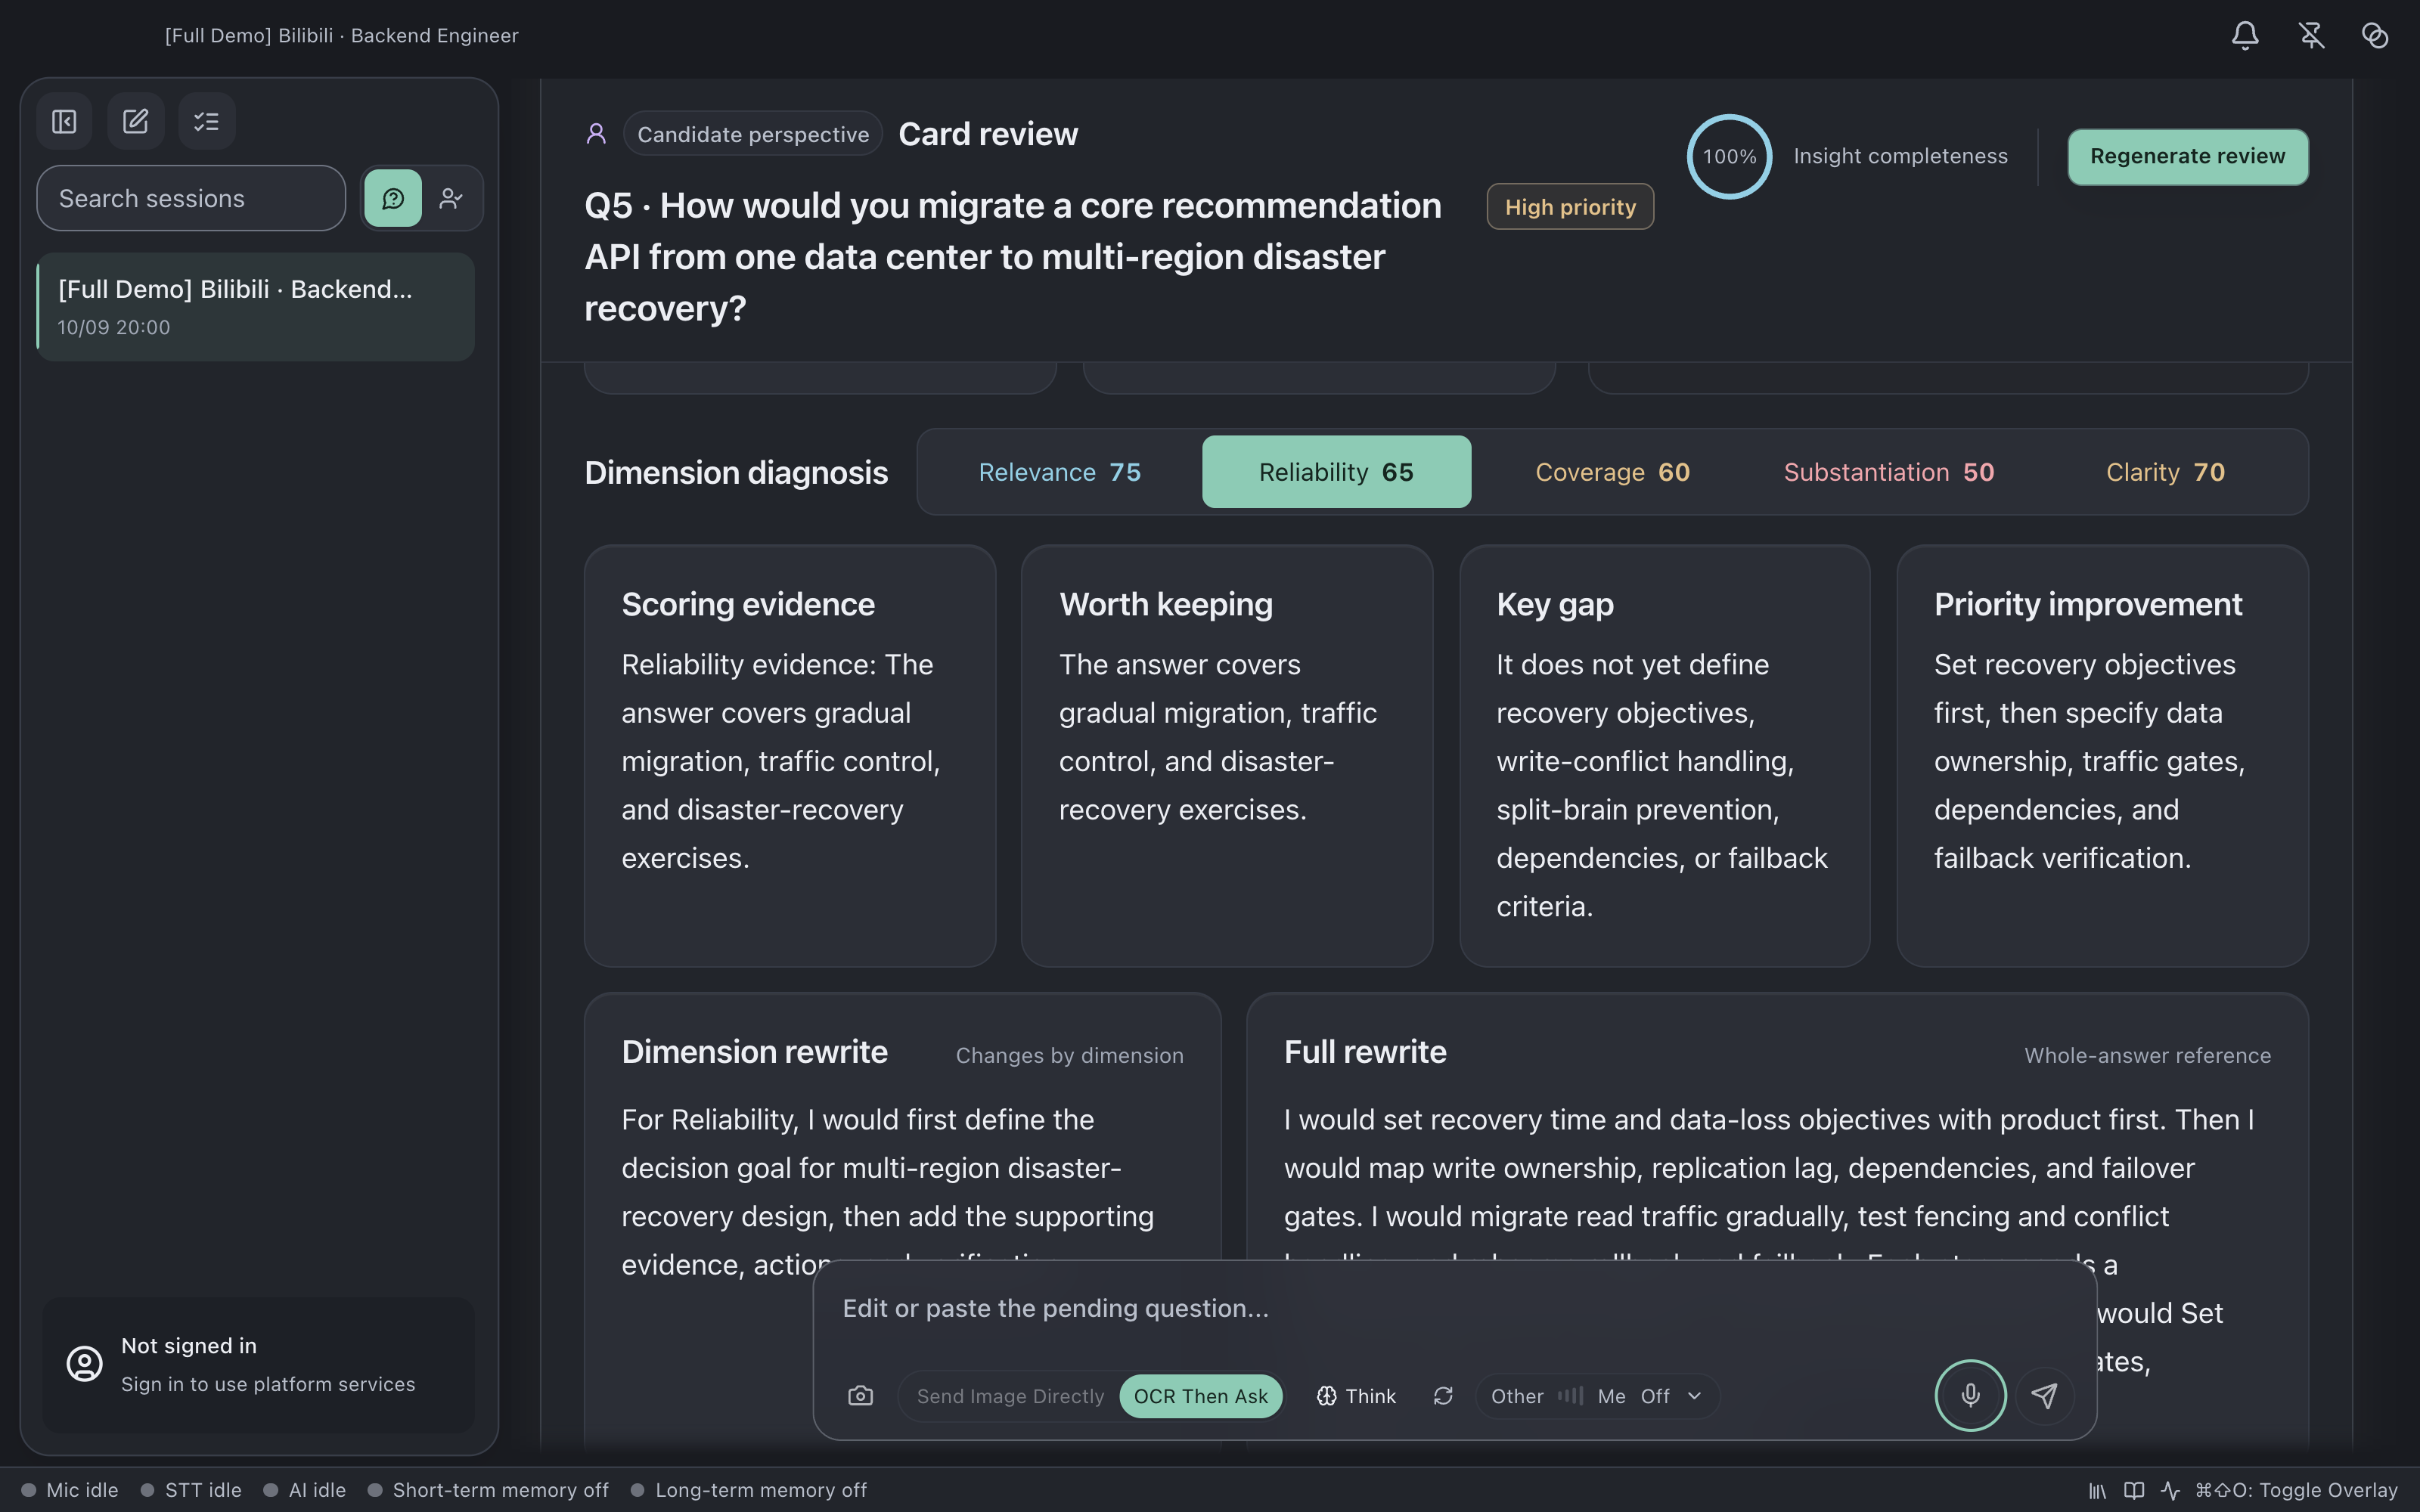 [Full Demo] Bilibili · Backend Engineer
Search sessions
[Full Demo] Bilibili · Backend...
10/09 20:00
Not signed in
Sign in to use platform services
Candidate perspective
Card review
Q5 · How would you migrate a core recommendation
API from one data center to multi-region disaster
recovery?
High priority
100%
Insight completeness
Regenerate review
Dimension diagnosis
Relevance 75
Reliability 65
Coverage 60
Substantiation 50
Clarity 70
Scoring evidence
Reliability evidence: The
answer covers gradual
migration, traffic control,
and disaster-recovery
exercises.
Worth keeping
The answer covers
gradual migration, traffic
control, and disaster-
recovery exercises.
Key gap
It does not yet define
recovery objectives,
write-conflict handling,
split-brain prevention,
dependencies, or failback
criteria.
Priority improvement
Set recovery objectives
first, then specify data
ownership, traffic gates,
dependencies, and
failback verification.
Dimension rewrite
Changes by dimension
For Reliability, I would first define the
decision goal for multi-region disaster-
recovery design, then add the supporting
evidence,
Full rewrite
Whole-answer reference
I would set recovery time and data-loss objectives with product first. Then I
would map write ownership, replication lag, dependencies, and failover
gates. I would migrate read traffic gradually, test fencing and conflict
a
would Set
Edit or paste the pending question...
Send Image Directly
OCR Then Ask
Think
Other
Me Off
Mic idle
STT idle
AI idle
Short-term memory off
Long-term memory off
⌘⇧O: Toggle Overlay